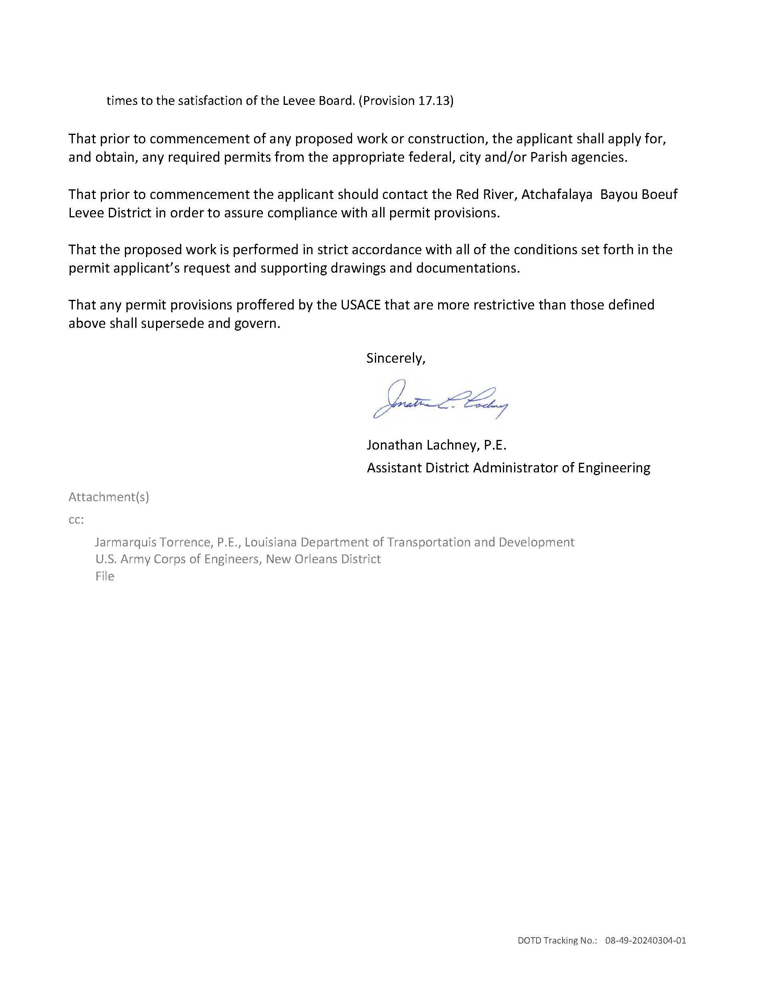 times to the satisfaction of the Levee Board. (Provision 17.13)
That prior to commencement of any proposed work or construction, the applicant shall apply for,
and obtain, any required permits from the appropriate federal, city and/or Parish agencies.
That prior to commencement the applicant should contact the Red River, Atchafalaya  Bayou Boeuf
Levee District in order to assure compliance with all permit provisions.
That the proposed work is performed in strict accordance with all of the conditions set forth in the
permit applicant’s request and supporting drawings and documentations.
That any permit provisions proffered by the USACE that are more restrictive than those defined
above shall supersede and govern.
Sincerely,
Jonathan L. Lachney
Jonathan Lachney, P.E.
Assistant District Administrator of Engineering
Attachment(s)
cc:
Jarmarquis Torrence, P.E., Louisiana Department of Transportation and Development
U.S. Army Corps of Engineers, New Orleans District
File
DOTD Tracking No.: 08-49-20240304-01